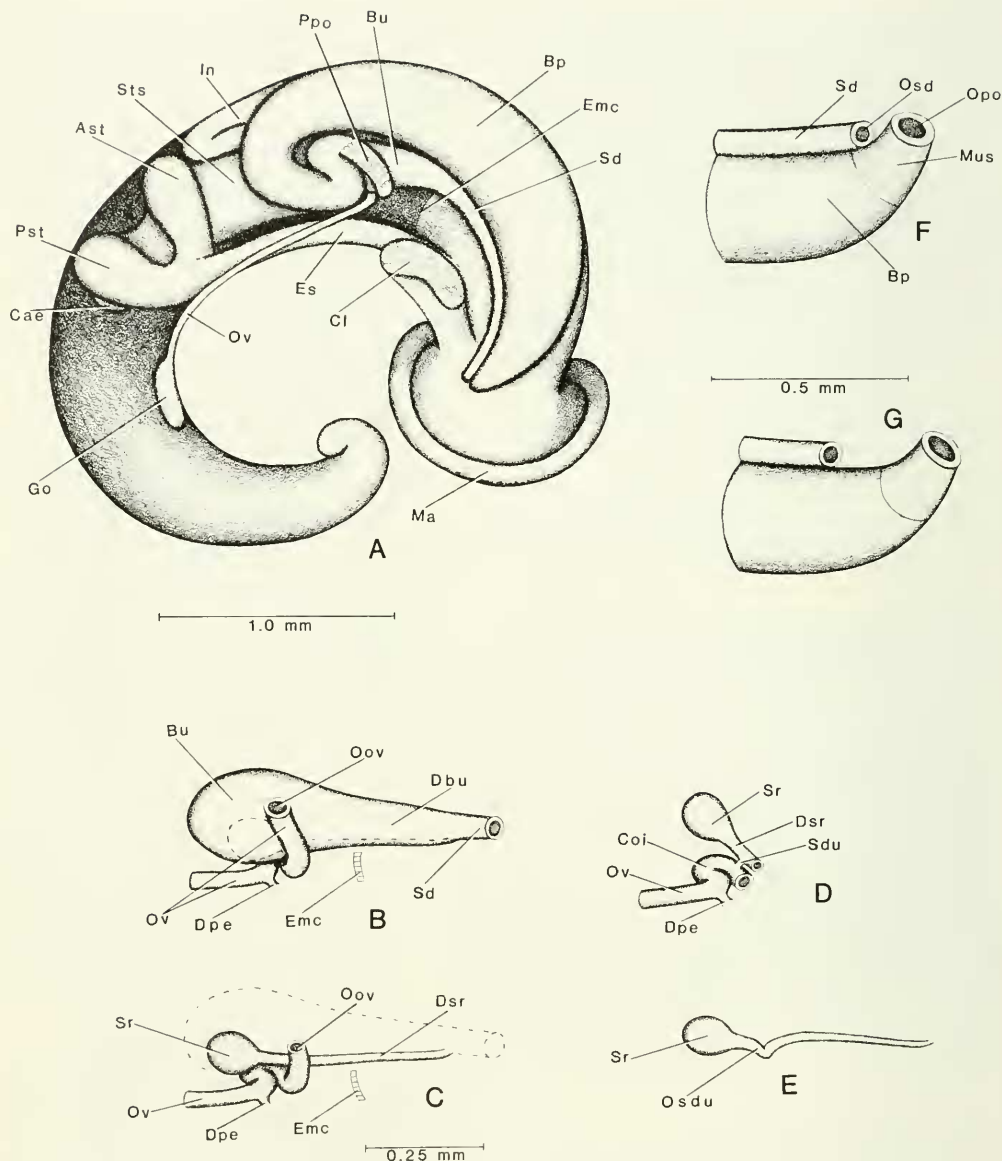 Ppo
Bu
In
Bp
Sts
Emc
Ast
Sd
Pst
Es
Cl
Cae
Ov
Go
Ma
A
1.0 mm
Sd
Osd
Opo
Mus
F
Bp
0.5 mm
G
Bu
Oov
Dbu
Ov
Dpe
Emc
Sd
B
Sr
Dsr
Coi
Sdu
Ov
D
Dpe
Oov
Sr
Dsr
Ov
Dpe
Emc
C
0.25 mm
Sr
E
Osdu